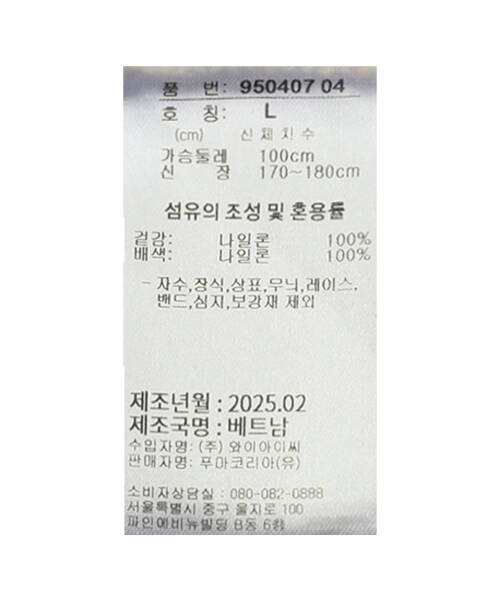 품 번: 950407 04
호 칭: L
(cm) 신체치수
가슴둘레 100cm
신 장 170~180cm
섬유의 조성 및 혼용률
겉감: 나일론 100%
배색: 나일론 100%
- 자수,장식,상표,무늬,레이스,
밴드,심지,보강재 제외
제조년월 : 2025.02
제조국명 : 베트남
수입자명: (주) 와이아이씨
판매자명: 푸마코리아(유)
소비자상담실 : 080-082-0888
서울특별시 중구 을지로 100
파인에비뉴빌딩 B동 6층